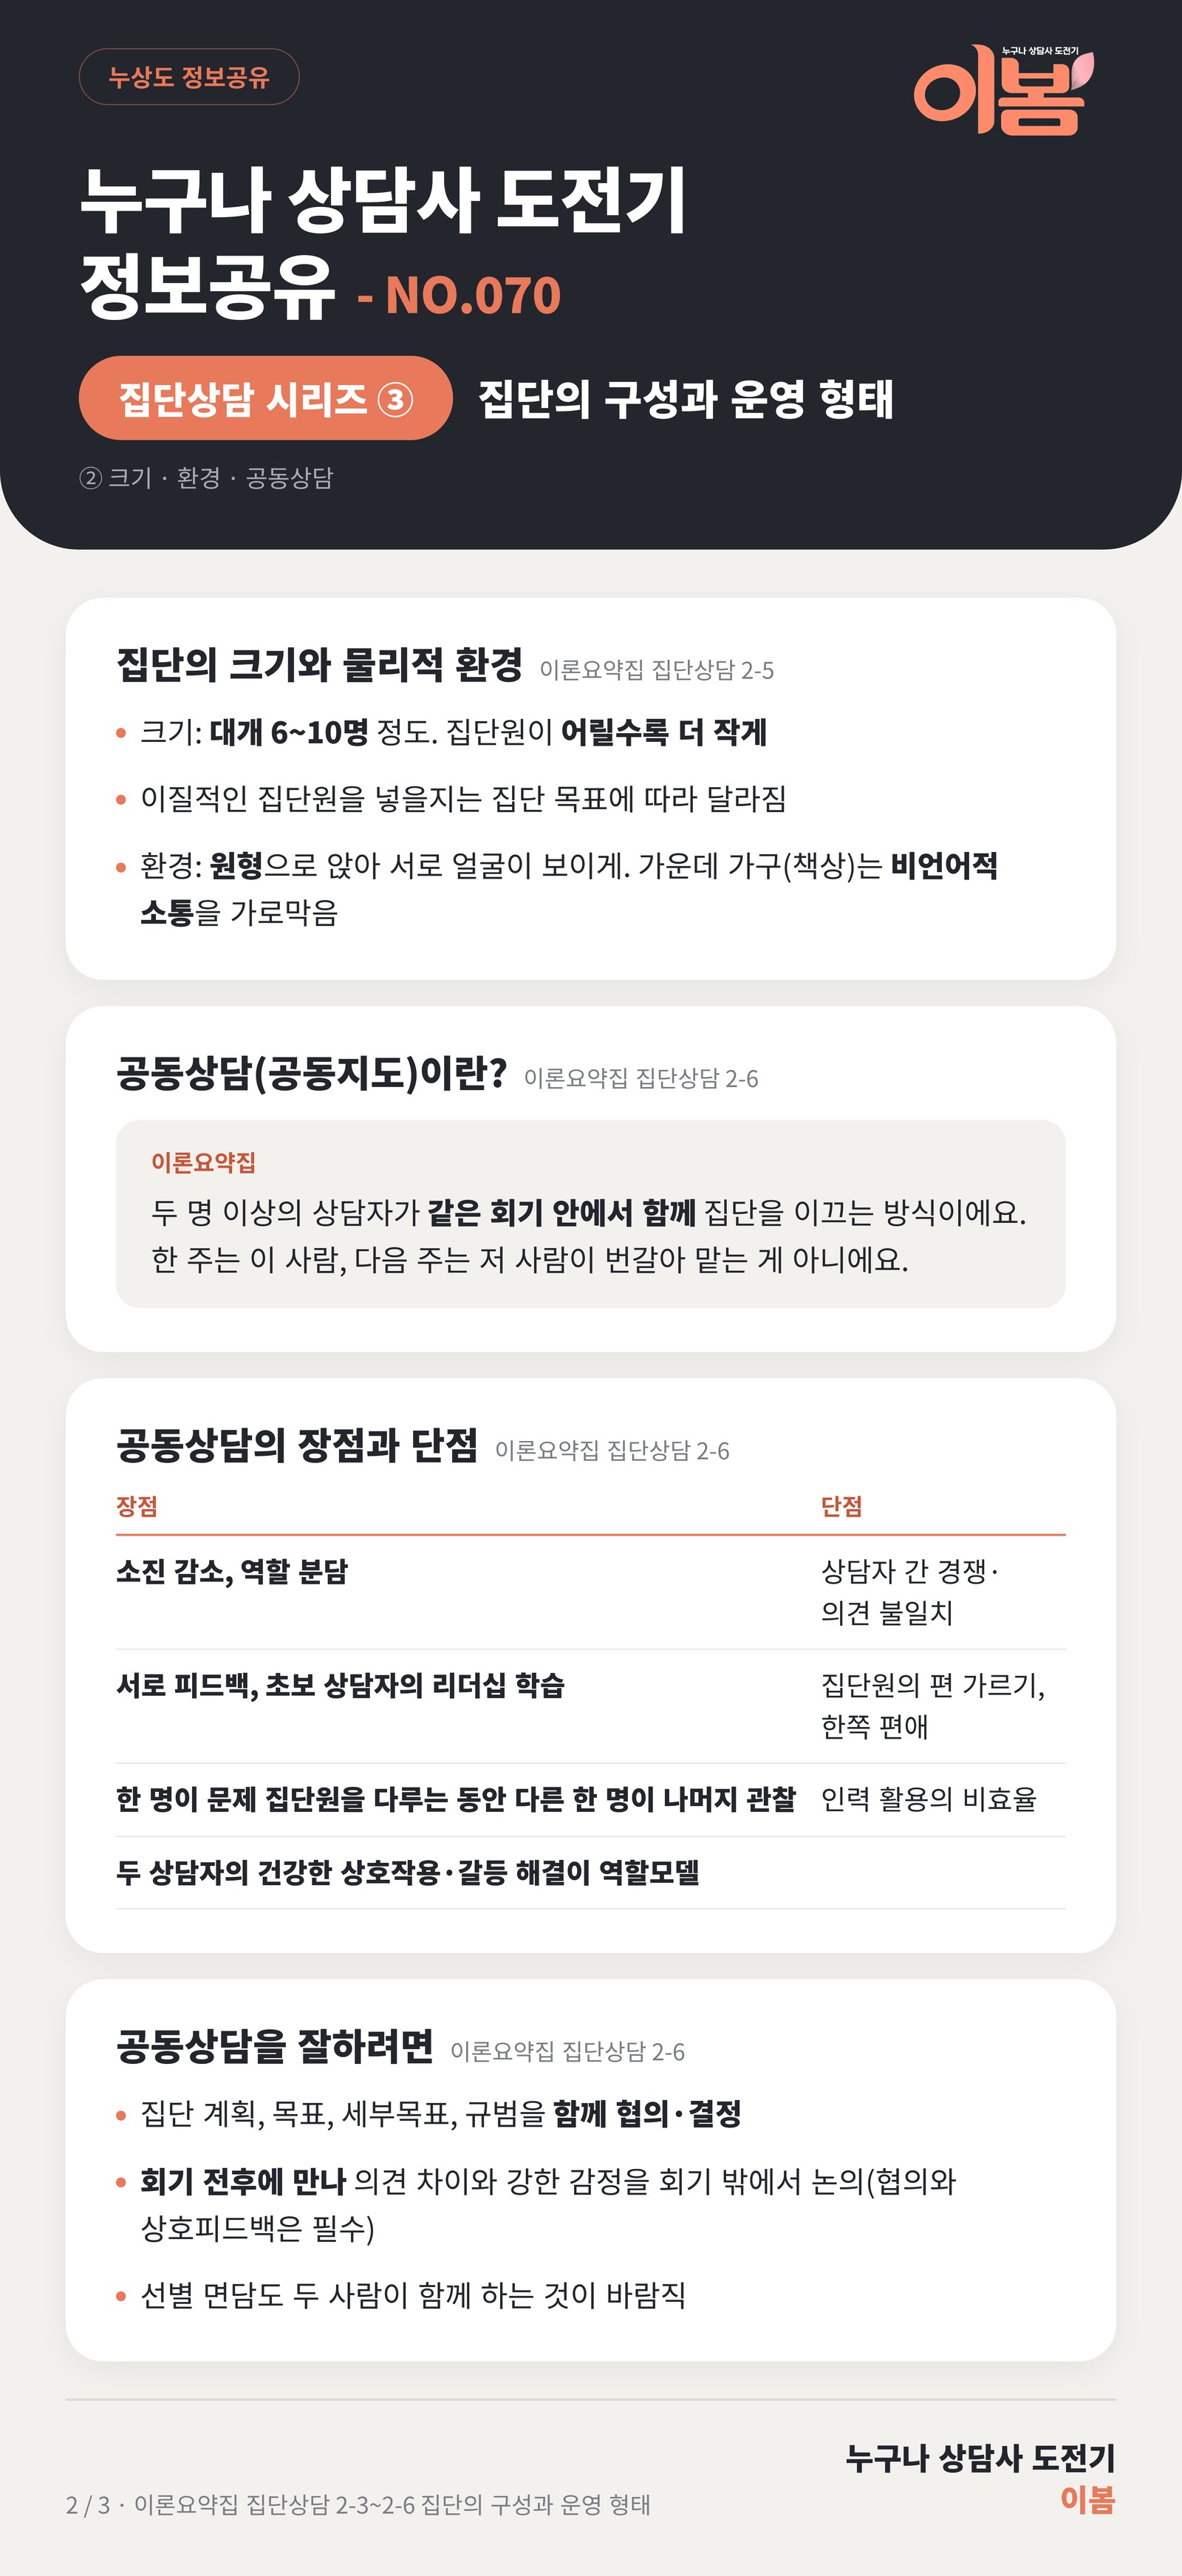 누상도 정보공유
누구나 상담사 도전기
이봄
누구나 상담사 도전기
정보공유 - NO.070
집단상담 시리즈 ③ 집단의 구성과 운영 형태
② 크기 · 환경 · 공동상담
집단의 크기와 물리적 환경 이론요약집 집단상담 2-5
• 크기: 대개 6~10명 정도. 집단원이 어릴수록 더 작게
• 이질적인 집단원을 넣을지는 집단 목표에 따라 달라짐
• 환경: 원형으로 앉아 서로 얼굴이 보이게. 가운데 가구(책상)는 비언어적
소통을 가로막음
공동상담(공동지도)이란? 이론요약집 집단상담 2-6
이론요약집
두 명 이상의 상담자가 같은 회기 안에서 함께 집단을 이끄는 방식이에요.
한 주는 이 사람, 다음 주는 저 사람이 번갈아 맡는 게 아니에요.
공동상담의 장점과 단점 이론요약집 집단상담 2-6
장점 단점
소진 감소, 역할 분담 상담자 간 경쟁·
의견 불일치
서로 피드백, 초보 상담자의 리더십 학습 집단원의 편 가르기,
한쪽 편애
한 명이 문제 집단원을 다루는 동안 다른 한 명이 나머지 관찰 인력 활용의 비효율
두 상담자의 건강한 상호작용·갈등 해결이 역할모델
공동상담을 잘하려면 이론요약집 집단상담 2-6
• 집단 계획, 목표, 세부목표, 규범을 함께 협의·결정
• 회기 전후에 만나 의견 차이와 강한 감정을 회기 밖에서 논의(협의와
상호피드백은 필수)
• 선별 면담도 두 사람이 함께 하는 것이 바람직
누구나 상담사 도전기
2 / 3 · 이론요약집 집단상담 2-3~2-6 집단의 구성과 운영 형태 이봄